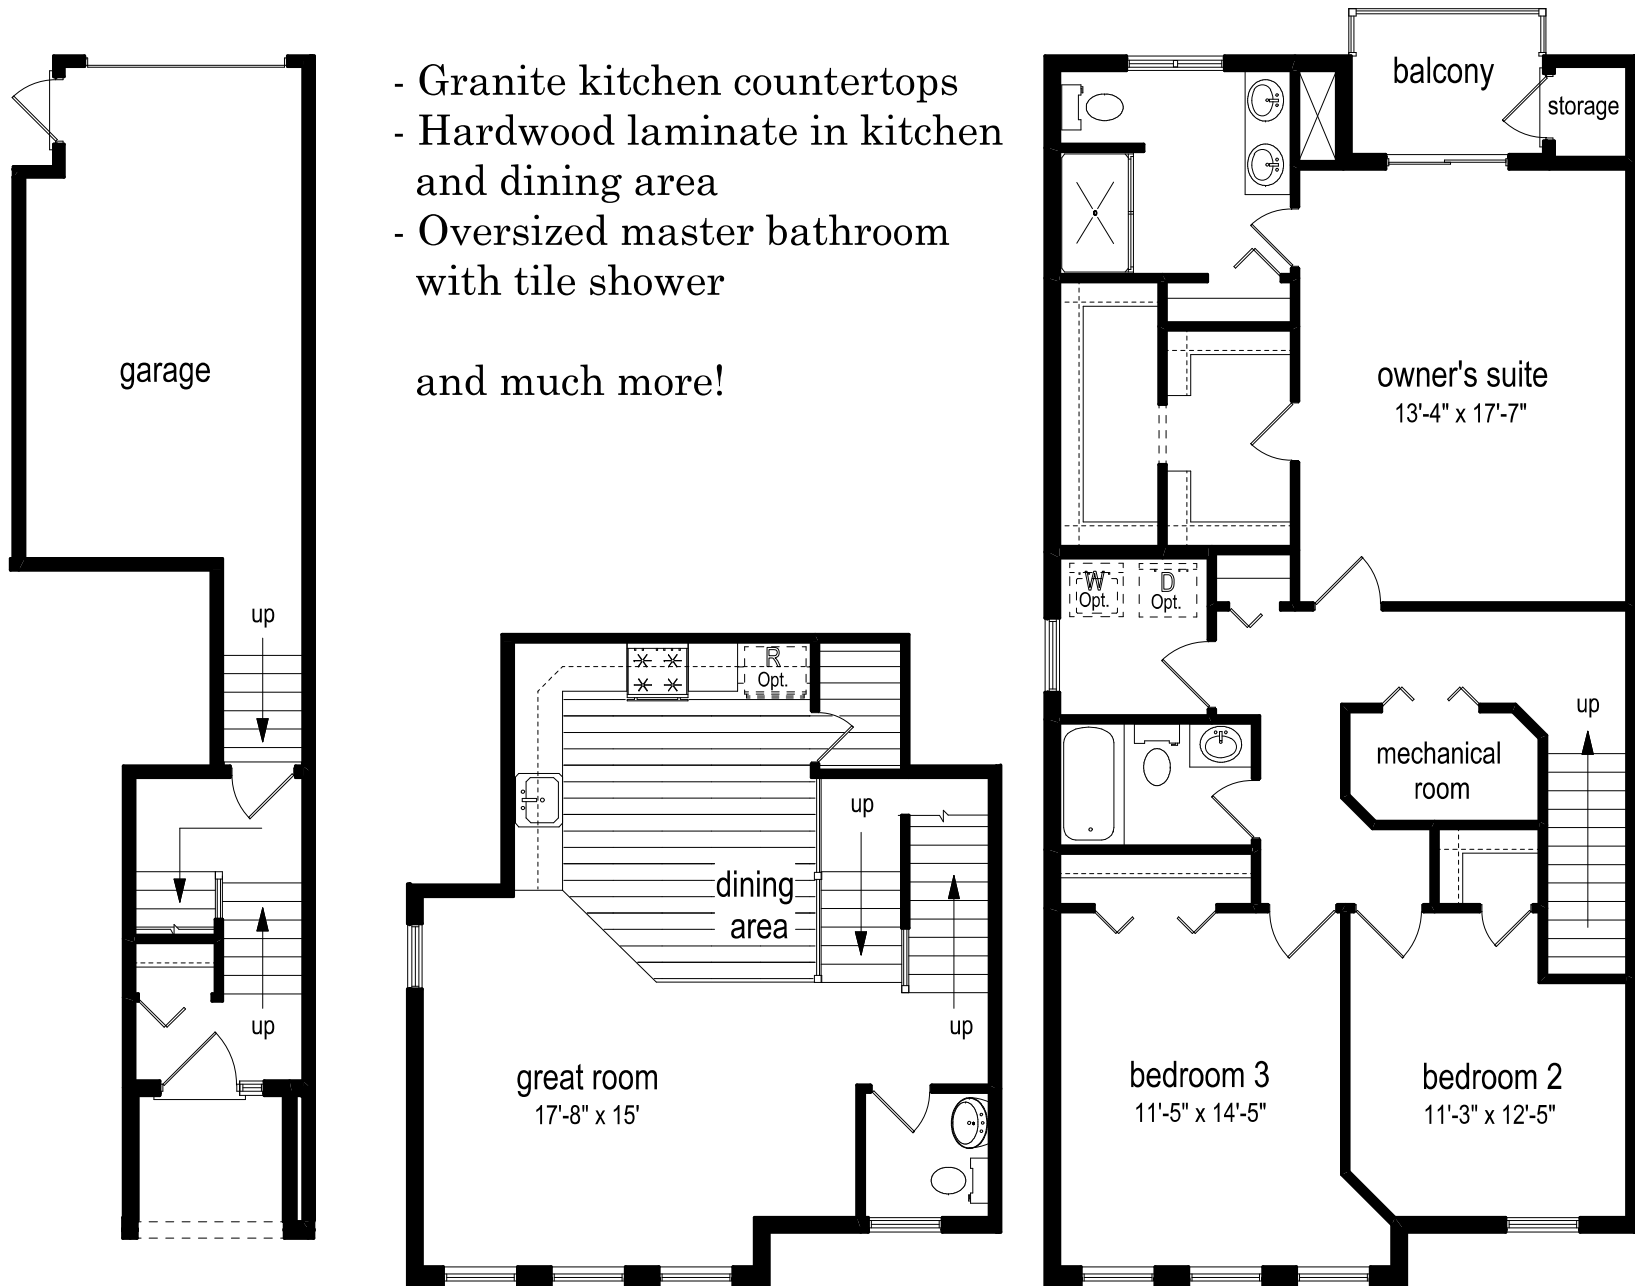 - Granite kitchen countertops
- Hardwood laminate in kitchen
and dining area
- Oversized master bathroom
with tile shower
and much more!
garage
up
up
R
Opt.
up
dining
area
up
great room
17'-8" x 15'
balcony
storage
owner's suite
13'-4" x 17'-7"
W
Opt.
D
Opt.
up
mechanical
room
bedroom 3
11'-5" x 14'-5"
bedroom 2
11'-3" x 12'-5"